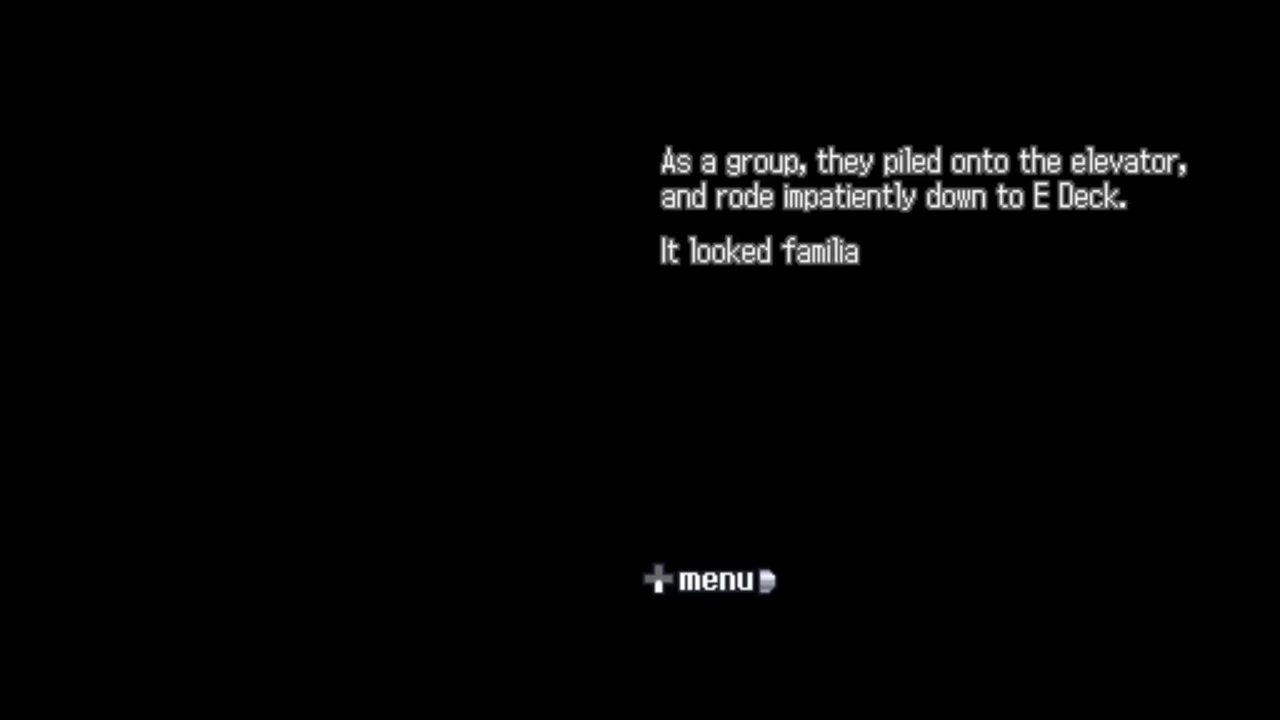 As a group, they piled onto the elevator,
and rode impatiently down to E Deck.
It looked familia
menu